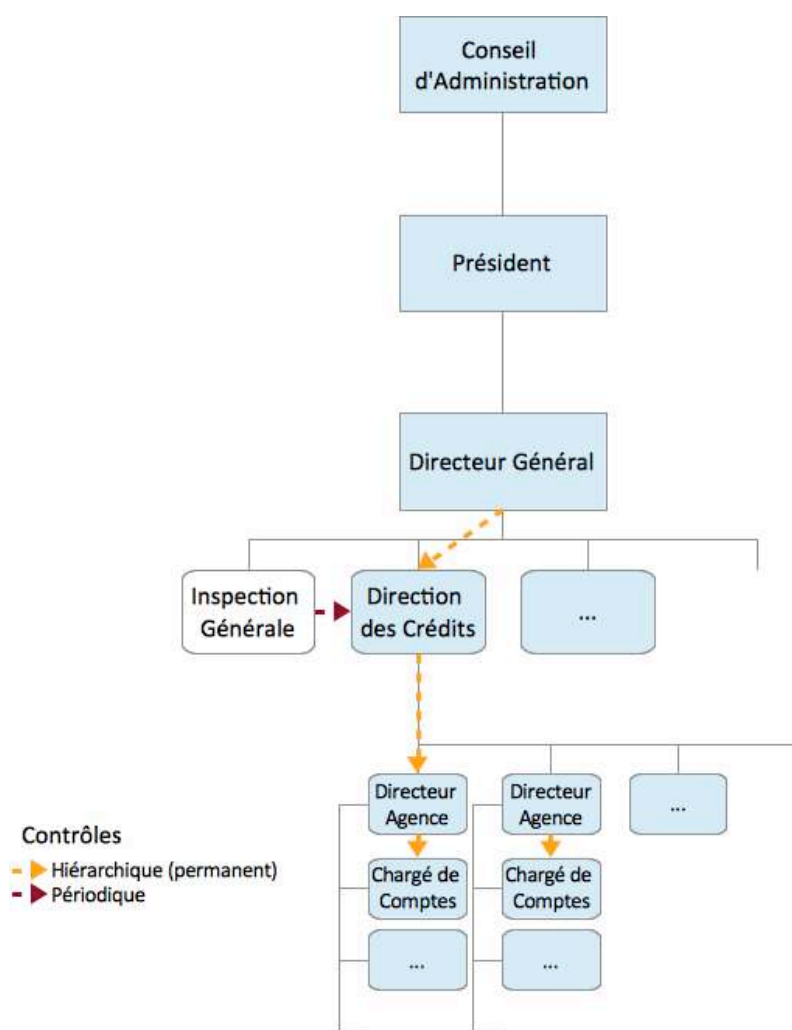 Conseil
d'Administration
Président
Directeur Général
Inspection
Générale
Direction
des Crédits
...
Directeur
Agence
Directeur
Agence
...
Chargé de
Comptes
Chargé de
Comptes
...
...
Contrôles
Hiérarchique (permanent)
Périodique